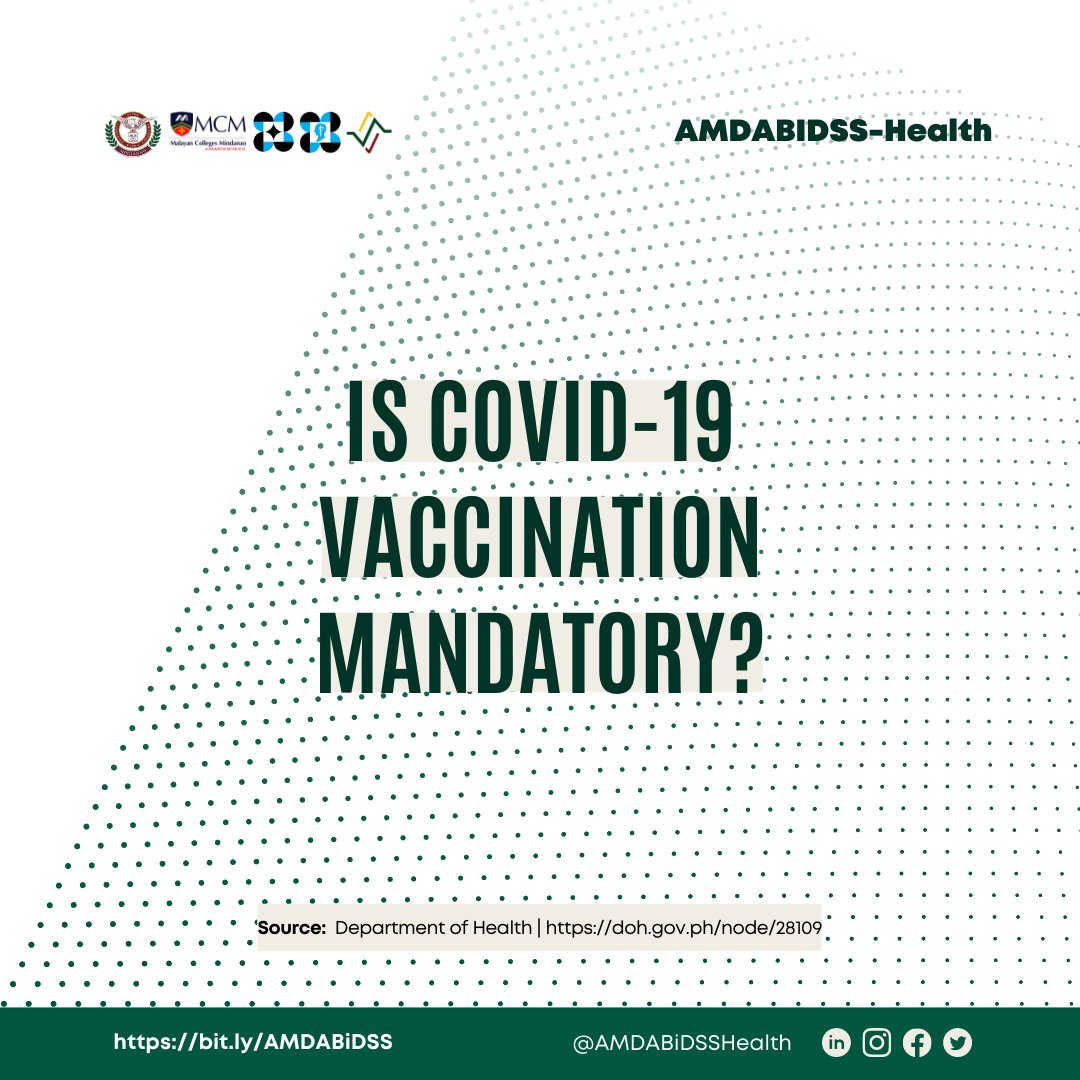 MCM
Malayan Colleges Mindanao
AMDABIDSS-Health
IS COVID-19
VACCINATION
MANDATORY?
Source: Department of Health | https://doh.gov.ph/node/28109
https://bit.ly/AMDABiDSS
@AMDABiDSSHealth